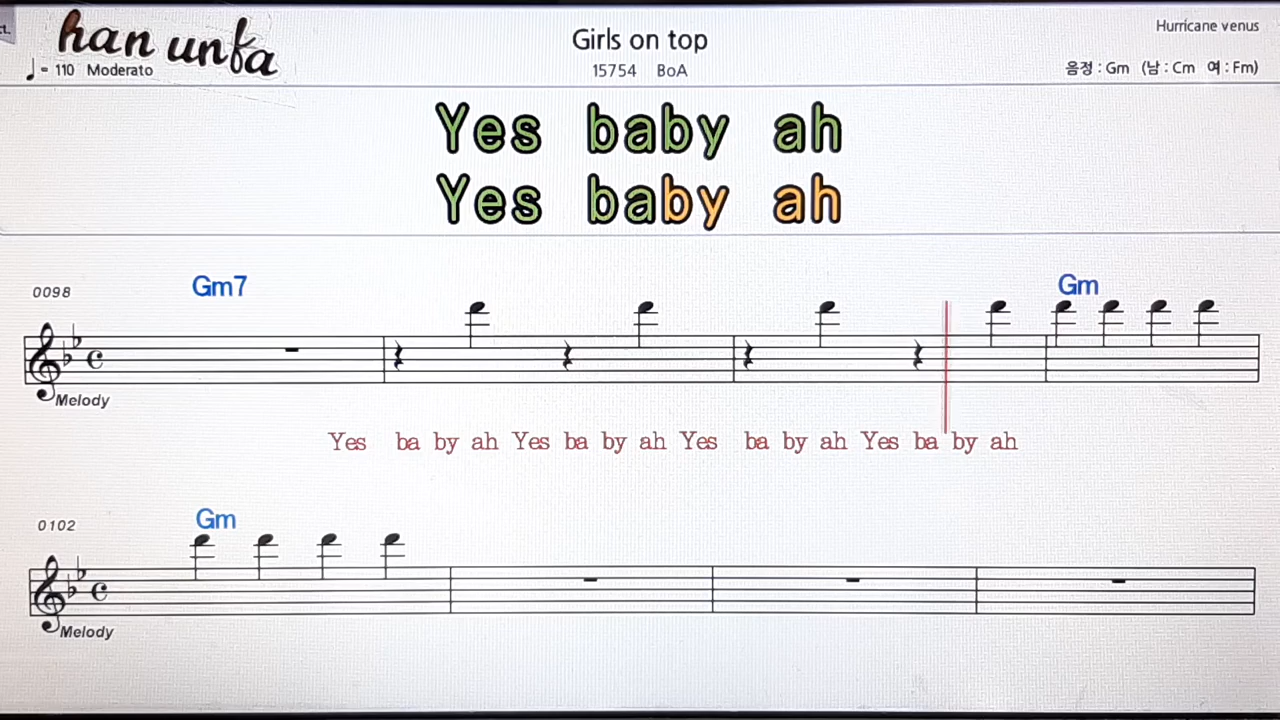 han unfa
Girls on top
Hurricane venus
= 110 Moderato
15754 BoA
음정 : Gm (남 : Cm 여 : Fm)
Yes baby ah
Yes baby ah
0098
Gm7
Gm
Melody
Yes ba by ah Yes ba by ah Yes ba by ah Yes ba by ah
0102
Gm
Melody